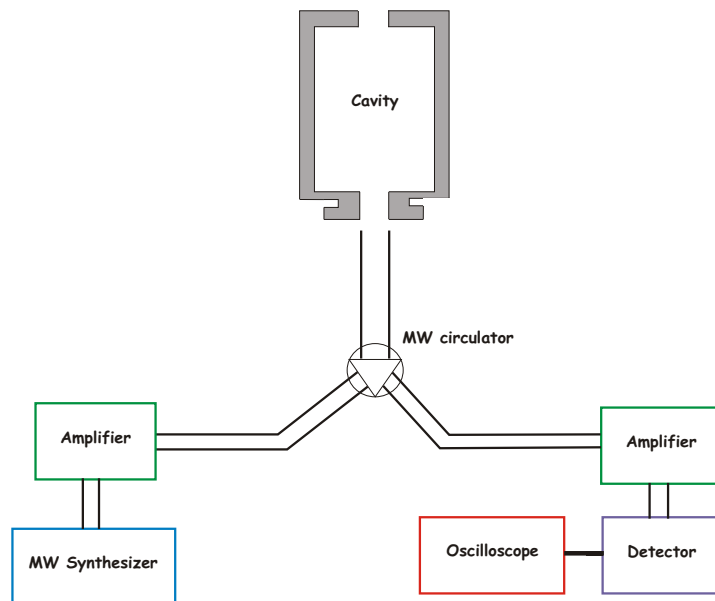 Cavity
MW circulator
Amplifier
Amplifier
MW Synthesizer
Oscilloscope
Detector